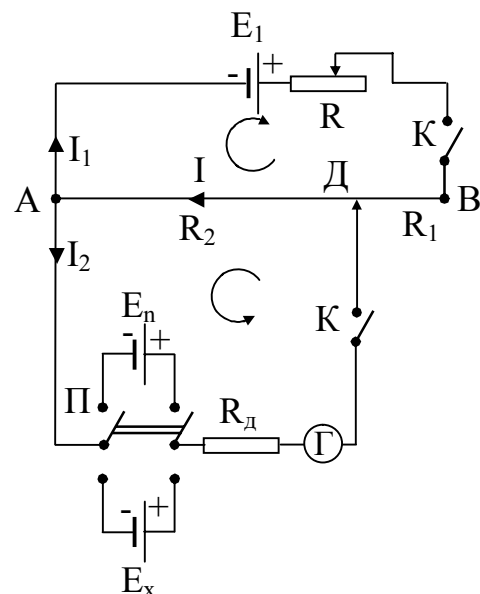 E₁
- +
R
K
I₁
I
Д
A
B
R₂
R₁
I₂
Eₙ
K
- +
П
R_д
Г
- +
Eₓ